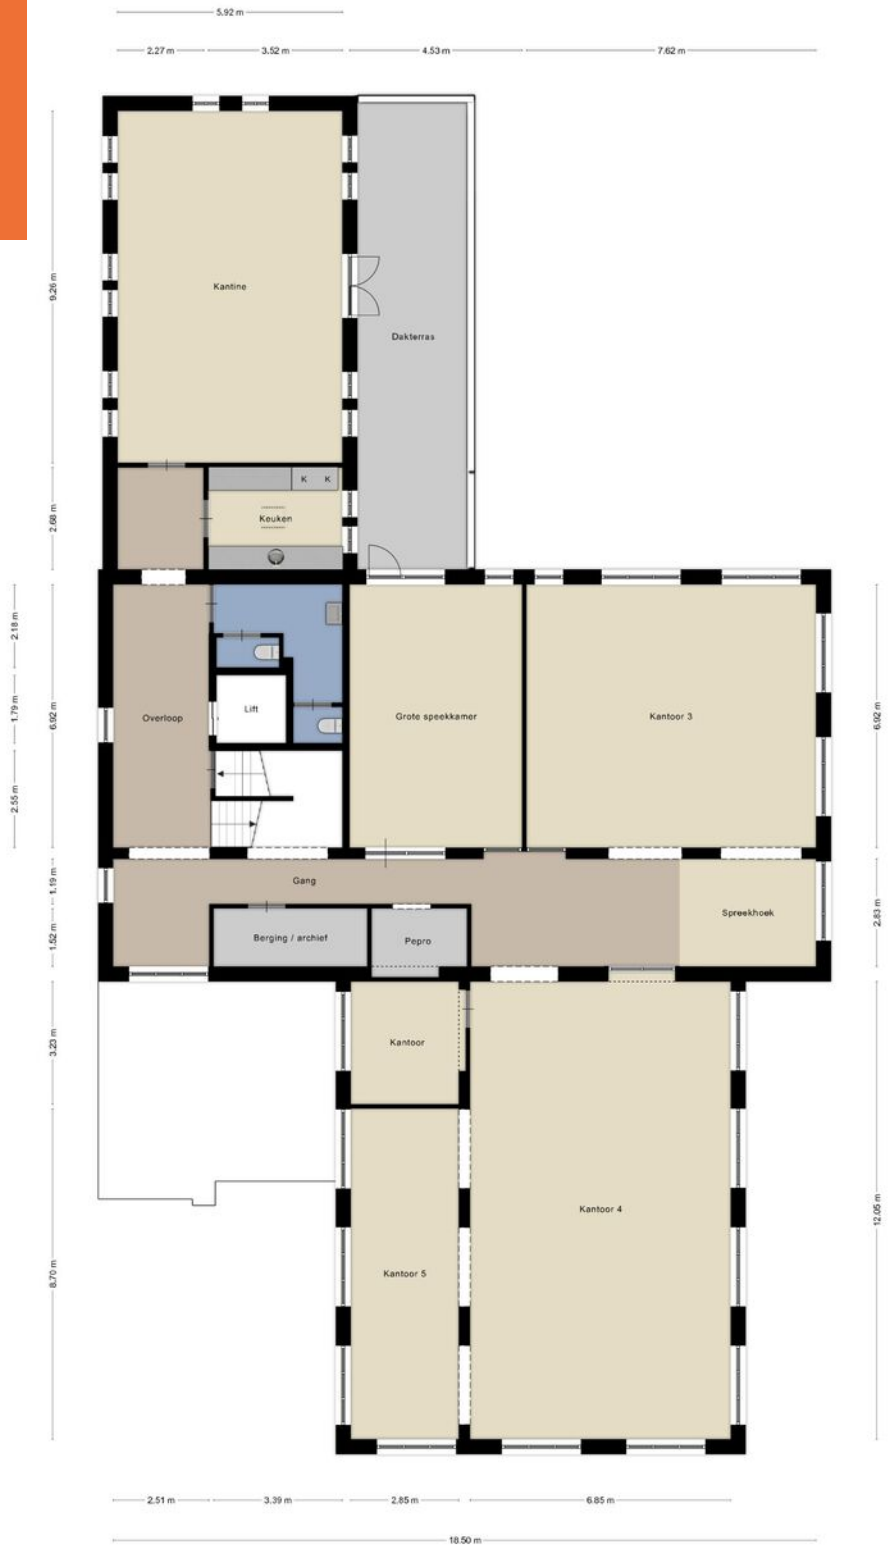 5.92 m
2.27 m
3.52 m
4.53 m
7.62 m
9.26 m
Kantine
Dakterras
2.68 m
K K
Keuken
2.18 m
1.79 m
2.55 m
6.92 m
Overloop
Lift
Grote speekkamer
Kantoor 3
6.92 m
1.19 m
1.52 m
Gang
Berging / archief
Pepro
Spreekhoek
2.83 m
3.23 m
Kantoor
8.70 m
Kantoor 5
Kantoor 4
12.05 m
2.51 m
3.39 m
2.85 m
6.85 m
18.50 m